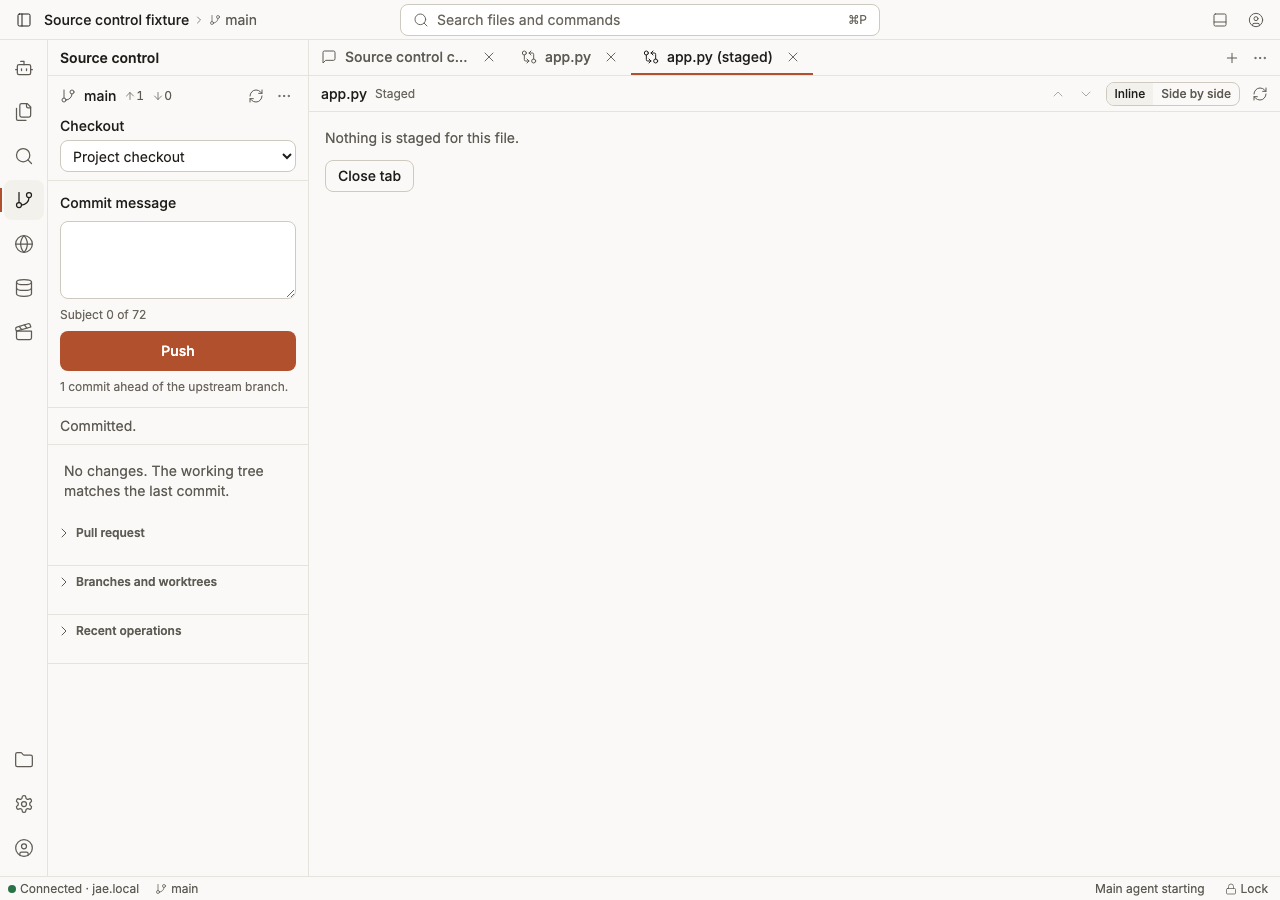 Source control fixture
main
Search files and commands
⌘P
Source control
main ↑1 ↓0
Checkout
Project checkout
Commit message
Subject 0 of 72
Push
1 commit ahead of the upstream branch.
Committed.
No changes. The working tree
matches the last commit.
Pull request
Branches and worktrees
Recent operations
Source control c...
app.py
app.py (staged)
app.py Staged
Inline
Side by side
Nothing is staged for this file.
Close tab
Connected · jae.local
main
Main agent starting
Lock